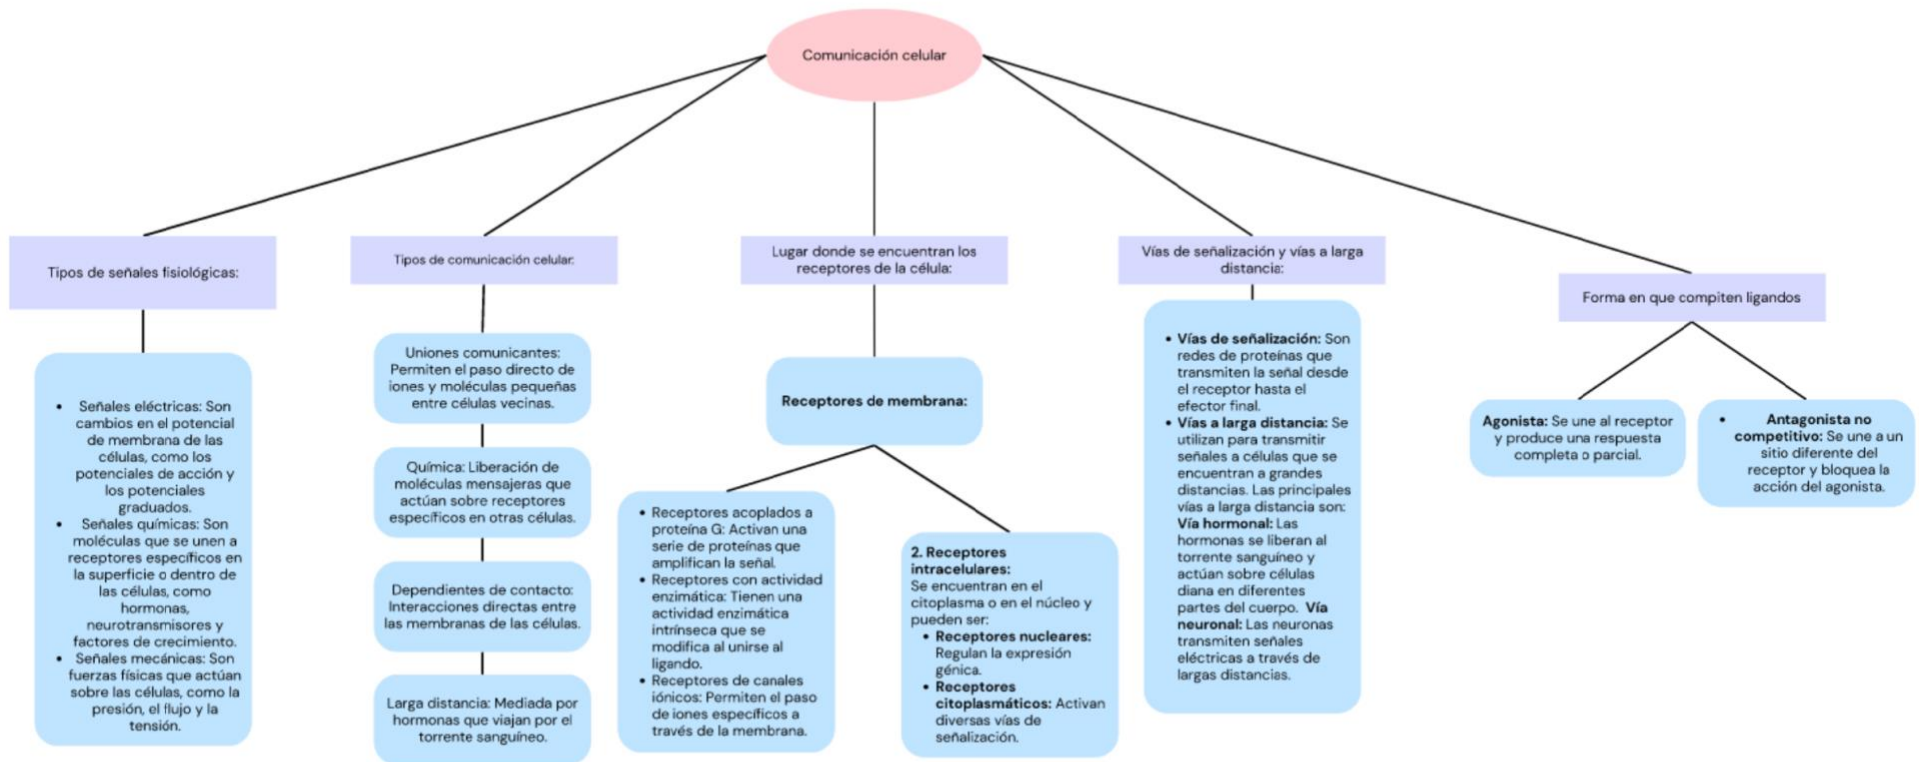 Comunicación celular
Tipos de señales fisiológicas:
• Señales eléctricas: Son
cambios en el potencial
de membrana de las
células, como los
potenciales de acción y
los potenciales
graduados.
• Señales químicas: Son
moléculas que se unen a
receptores específicos en
la superficie o dentro de
las células, como
hormonas,
neurotransmisores y
factores de crecimiento.
• Señales mecánicas: Son
fuerzas físicas que actúan
sobre las células, como la
presión, el flujo y la
tensión.
Tipos de comunicación celular:
Uniones comunicantes:
Permiten el paso directo de
iones y moléculas pequeñas
entre células vecinas.
Química: Liberación de
moléculas mensajeras que
actúan sobre receptores
específicos en otras células.
Dependientes de contacto:
Interacciones directas entre
las membranas de las células.
Larga distancia: Mediada por
hormonas que viajan por el
torrente sanguíneo.
Lugar donde se encuentran los
receptores de la célula:
Receptores de membrana:
• Receptores acoplados a
proteína G: Activan una
serie de proteínas que
amplifican la señal.
• Receptores con actividad
enzimática: Tienen una
actividad enzimática
intrínseca que se
modifica al unirse al
ligando.
• Receptores de canales
iónicos: Permiten el paso
de iones específicos a
través de la membrana.
2. Receptores
intracelulares:
Se encuentran en el
citoplasma o en el núcleo y
pueden ser:
• Receptores nucleares:
Regulan la expresión
génica.
• Receptores
citoplasmáticos: Activan
diversas vías de
señalización.
Vías de señalización y vías a larga
distancia:
• Vías de señalización: Son
redes de proteínas que
transmiten la señal desde
el receptor hasta el
efector final.
• Vías a larga distancia: Se
utilizan para transmitir
señales a células que se
encuentran a grandes
distancias. Las principales
vías a larga distancia son:
Vía hormonal: Las
hormonas se liberan al
torrente sanguíneo y
actúan sobre células
diana en diferentes
partes del cuerpo. Vía
neuronal: Las neuronas
transmiten señales
eléctricas a través de
largas distancias.
Forma en que compiten ligandos
Agonista: Se une al receptor
y produce una respuesta
completa o parcial.
• Antagonista no
competitivo: Se une a un
sitio diferente del
receptor y bloquea la
acción del agonista.